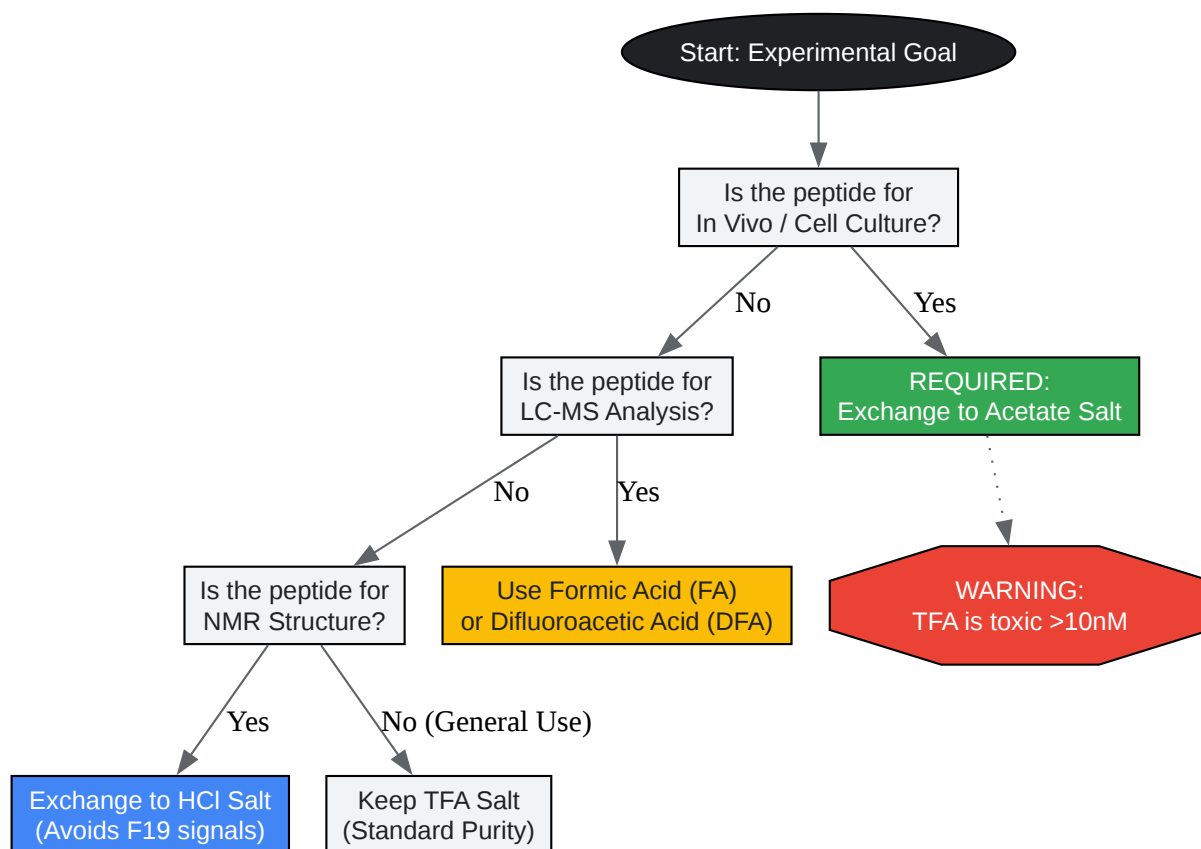 Start: Experimental Goal
Is the peptide for
In Vivo / Cell Culture?
No
Yes
Is the peptide for
LC-MS Analysis?
REQUIRED:
Exchange to Acetate Salt
No
Yes
Is the peptide for
NMR Structure?
Use Formic Acid (FA)
or Difluoroacetic Acid (DFA)
WARNING:
TFA is toxic >10nM
Yes
No (General Use)
Exchange to HCl Salt
(Avoids F19 signals)
Keep TFA Salt
(Standard Purity)